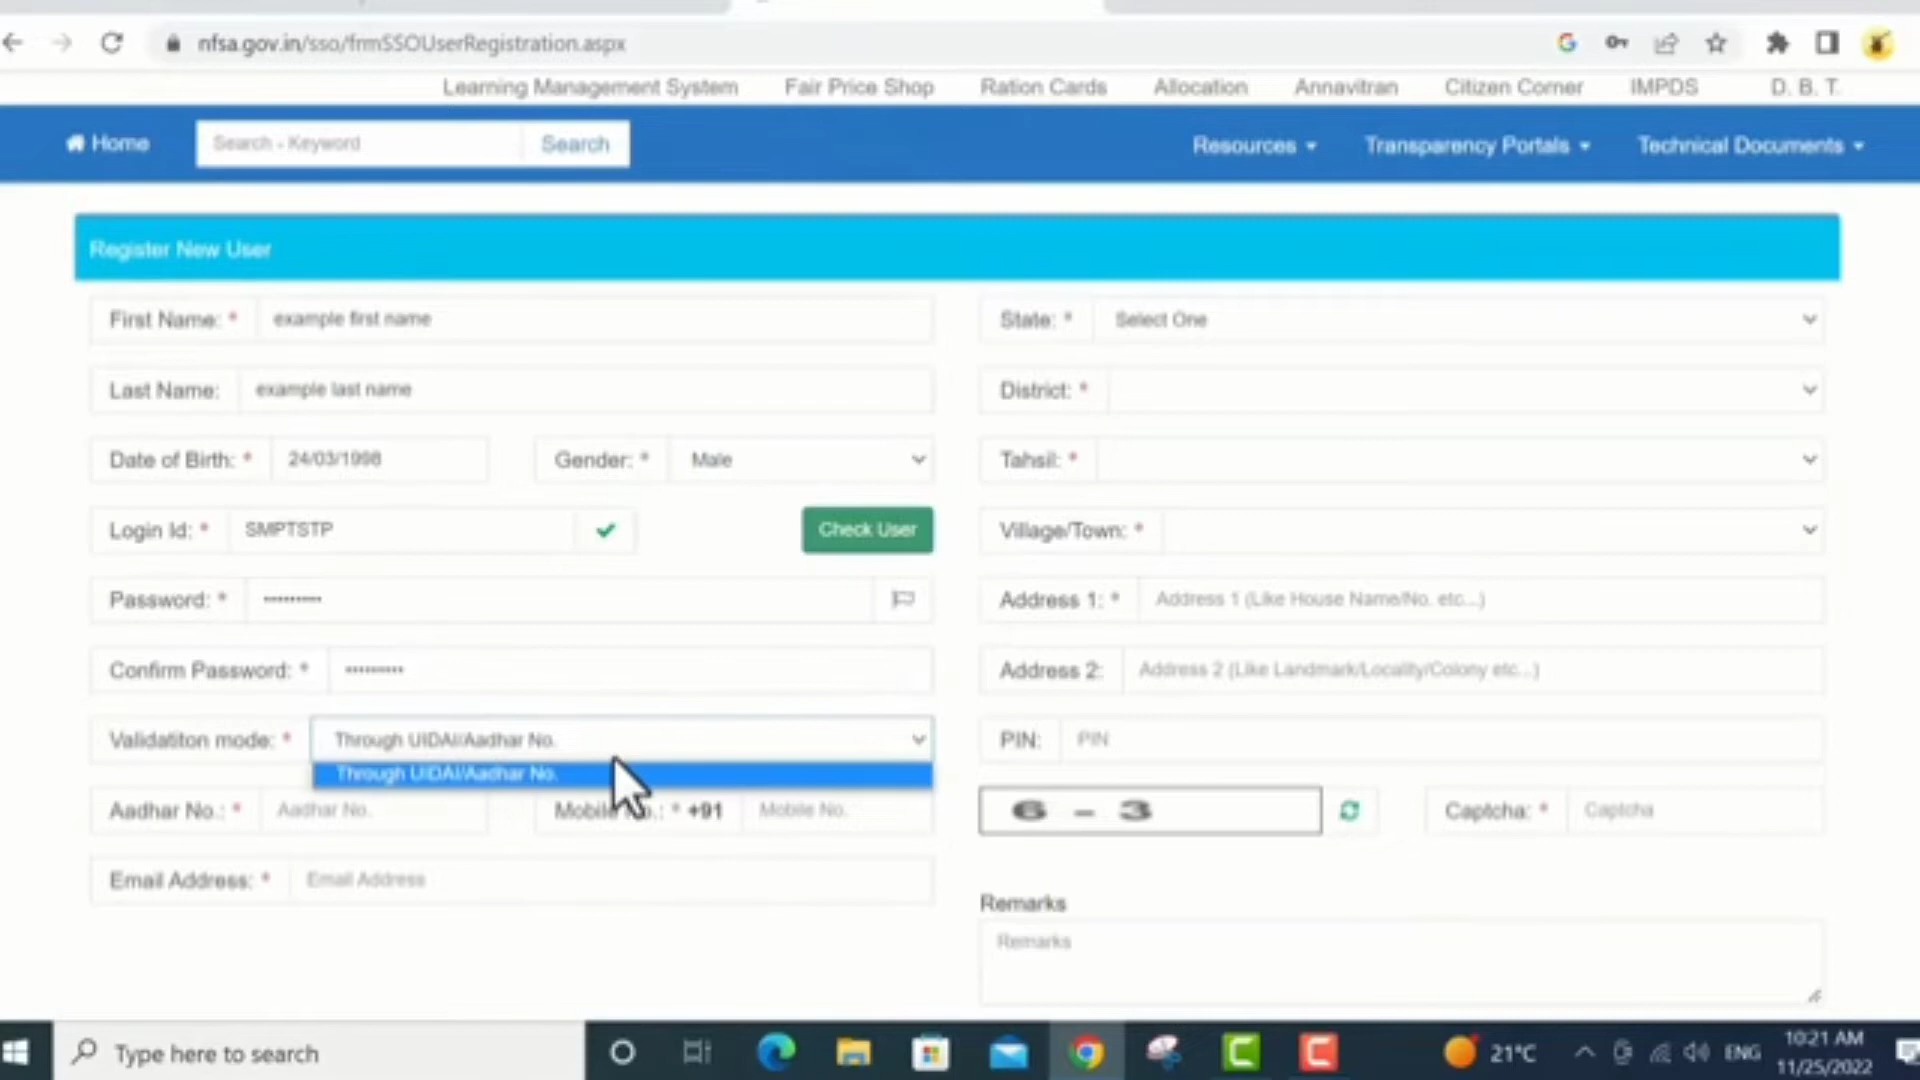 nfsa.gov.in/sso/frmSSOUserRegistration.aspx
Learning Management System Fair Price Shop Ration Cards Allocation Annavitran Citizen Corner IMPDS D. B. T.
Home Search - Keyword Search Resources Transparency Portals Technical Documents
Register New User
First Name: * example first name State: * Select One
Last Name: example last name District: *
Date of Birth: * 24/03/1998 Gender: * Male Tahsil: *
Login Id: * SMPTSTP Check User Village/Town: *
Password: * Address 1: * Address 1 (Like House Name/No. etc...)
Confirm Password: * Address 2: Address 2 (Like Landmark/Locality/Colony etc...)
Validatiton mode: * Through UIDAI/Aadhar No. PIN: PIN
Through UIDAI/Aadhar No.
Aadhar No.: * Aadhar No. Mobile No.: * +91 Mobile No. 6 - 3 Captcha: * Captcha
Email Address: * Email Address
Remarks
Remarks
Type here to search 21°C ENG 10:21 AM
11/25/2022